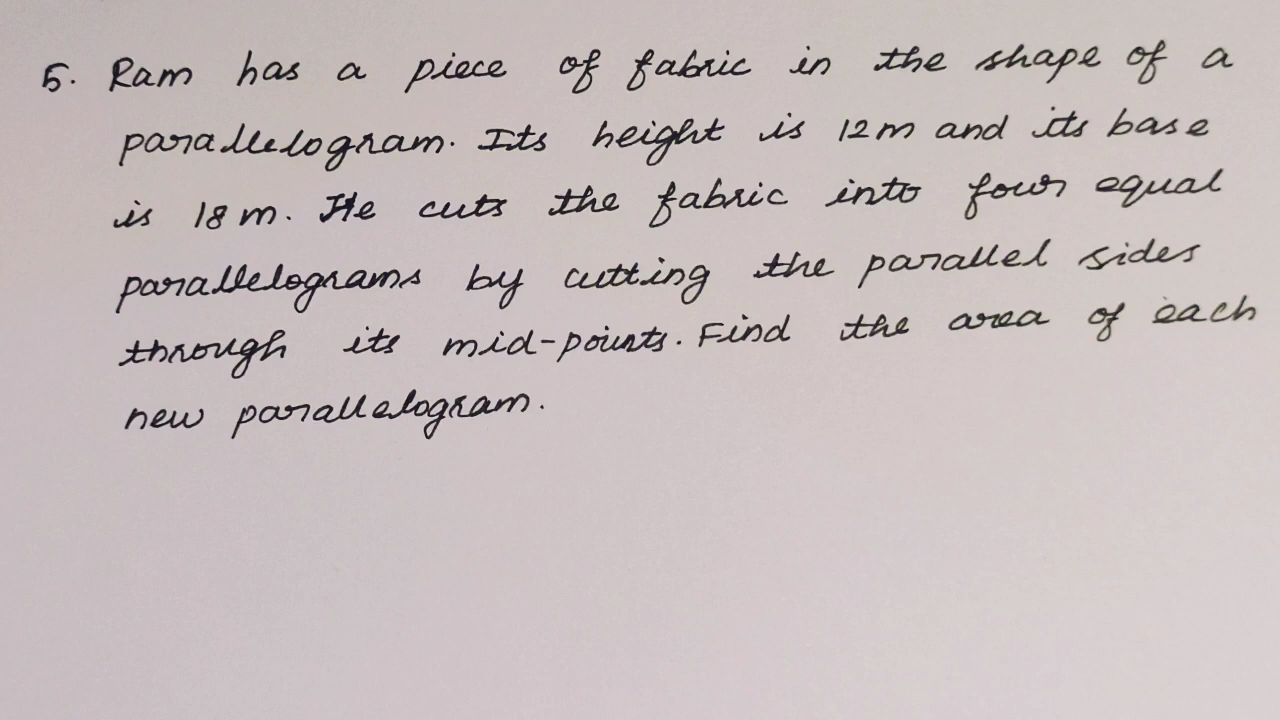 5. Ram has a piece of fabric in the shape of a
parallelogram. Its height is 12m and its base
is 18m. He cuts the fabric into four equal
parallelograms by cutting the parallel sides
through its mid-points. Find the area of each
new parallelogram.